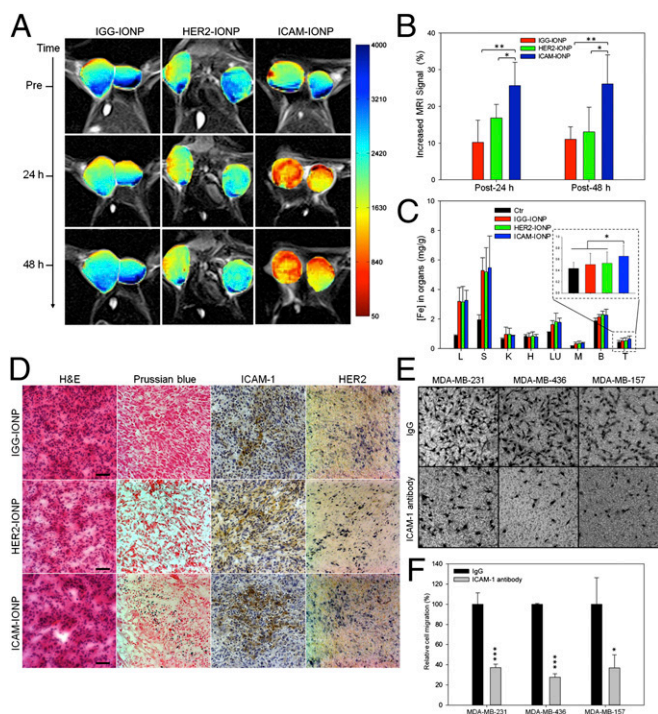 A
Time
IGG-IONP HER2-IONP ICAM-IONP
Pre
24 h
48 h
4000
3210
2420
1630
840
50
B
IGG-IONP
HER2-IONP
ICAM-IONP
Increased MRI Signal (%)
40
30
20
10
0
** ** * *
Post-24 h Post-48 h
C
Ctr
IGG-IONP
HER2-IONP
ICAM-IONP
[Fe] in organs (mg/g)
10
8
6
4
2
0
*
L S K H LU M B T
D
H&E Prussian blue ICAM-1 HER2
IGG-IONP
HER2-IONP
ICAM-IONP
E
MDA-MB-231 MDA-MB-436 MDA-MB-157
IgG
ICAM-1 antibody
F
IgG
ICAM-1 antibody
Relative cell migration (%)
140
120
100
80
60
40
20
0
*** *** *
MDA-MB-231 MDA-MB-436 MDA-MB-157